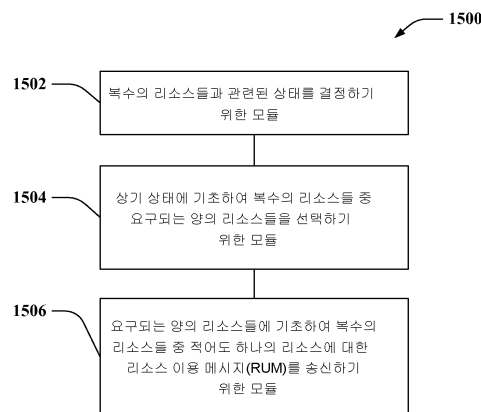 1500
1502
복수의 리소스들과 관련된 상태를 결정하기
위한 모듈
1504
상기 상태에 기초하여 복수의 리소스들 중
요구되는 양의 리소스들을 선택하기
위한 모듈
1506
요구되는 양의 리소스들에 기초하여 복수의
리소스들 중 적어도 하나의 리소스에 대한
리소스 이용 메시지(RUM)를 송신하기
위한 모듈